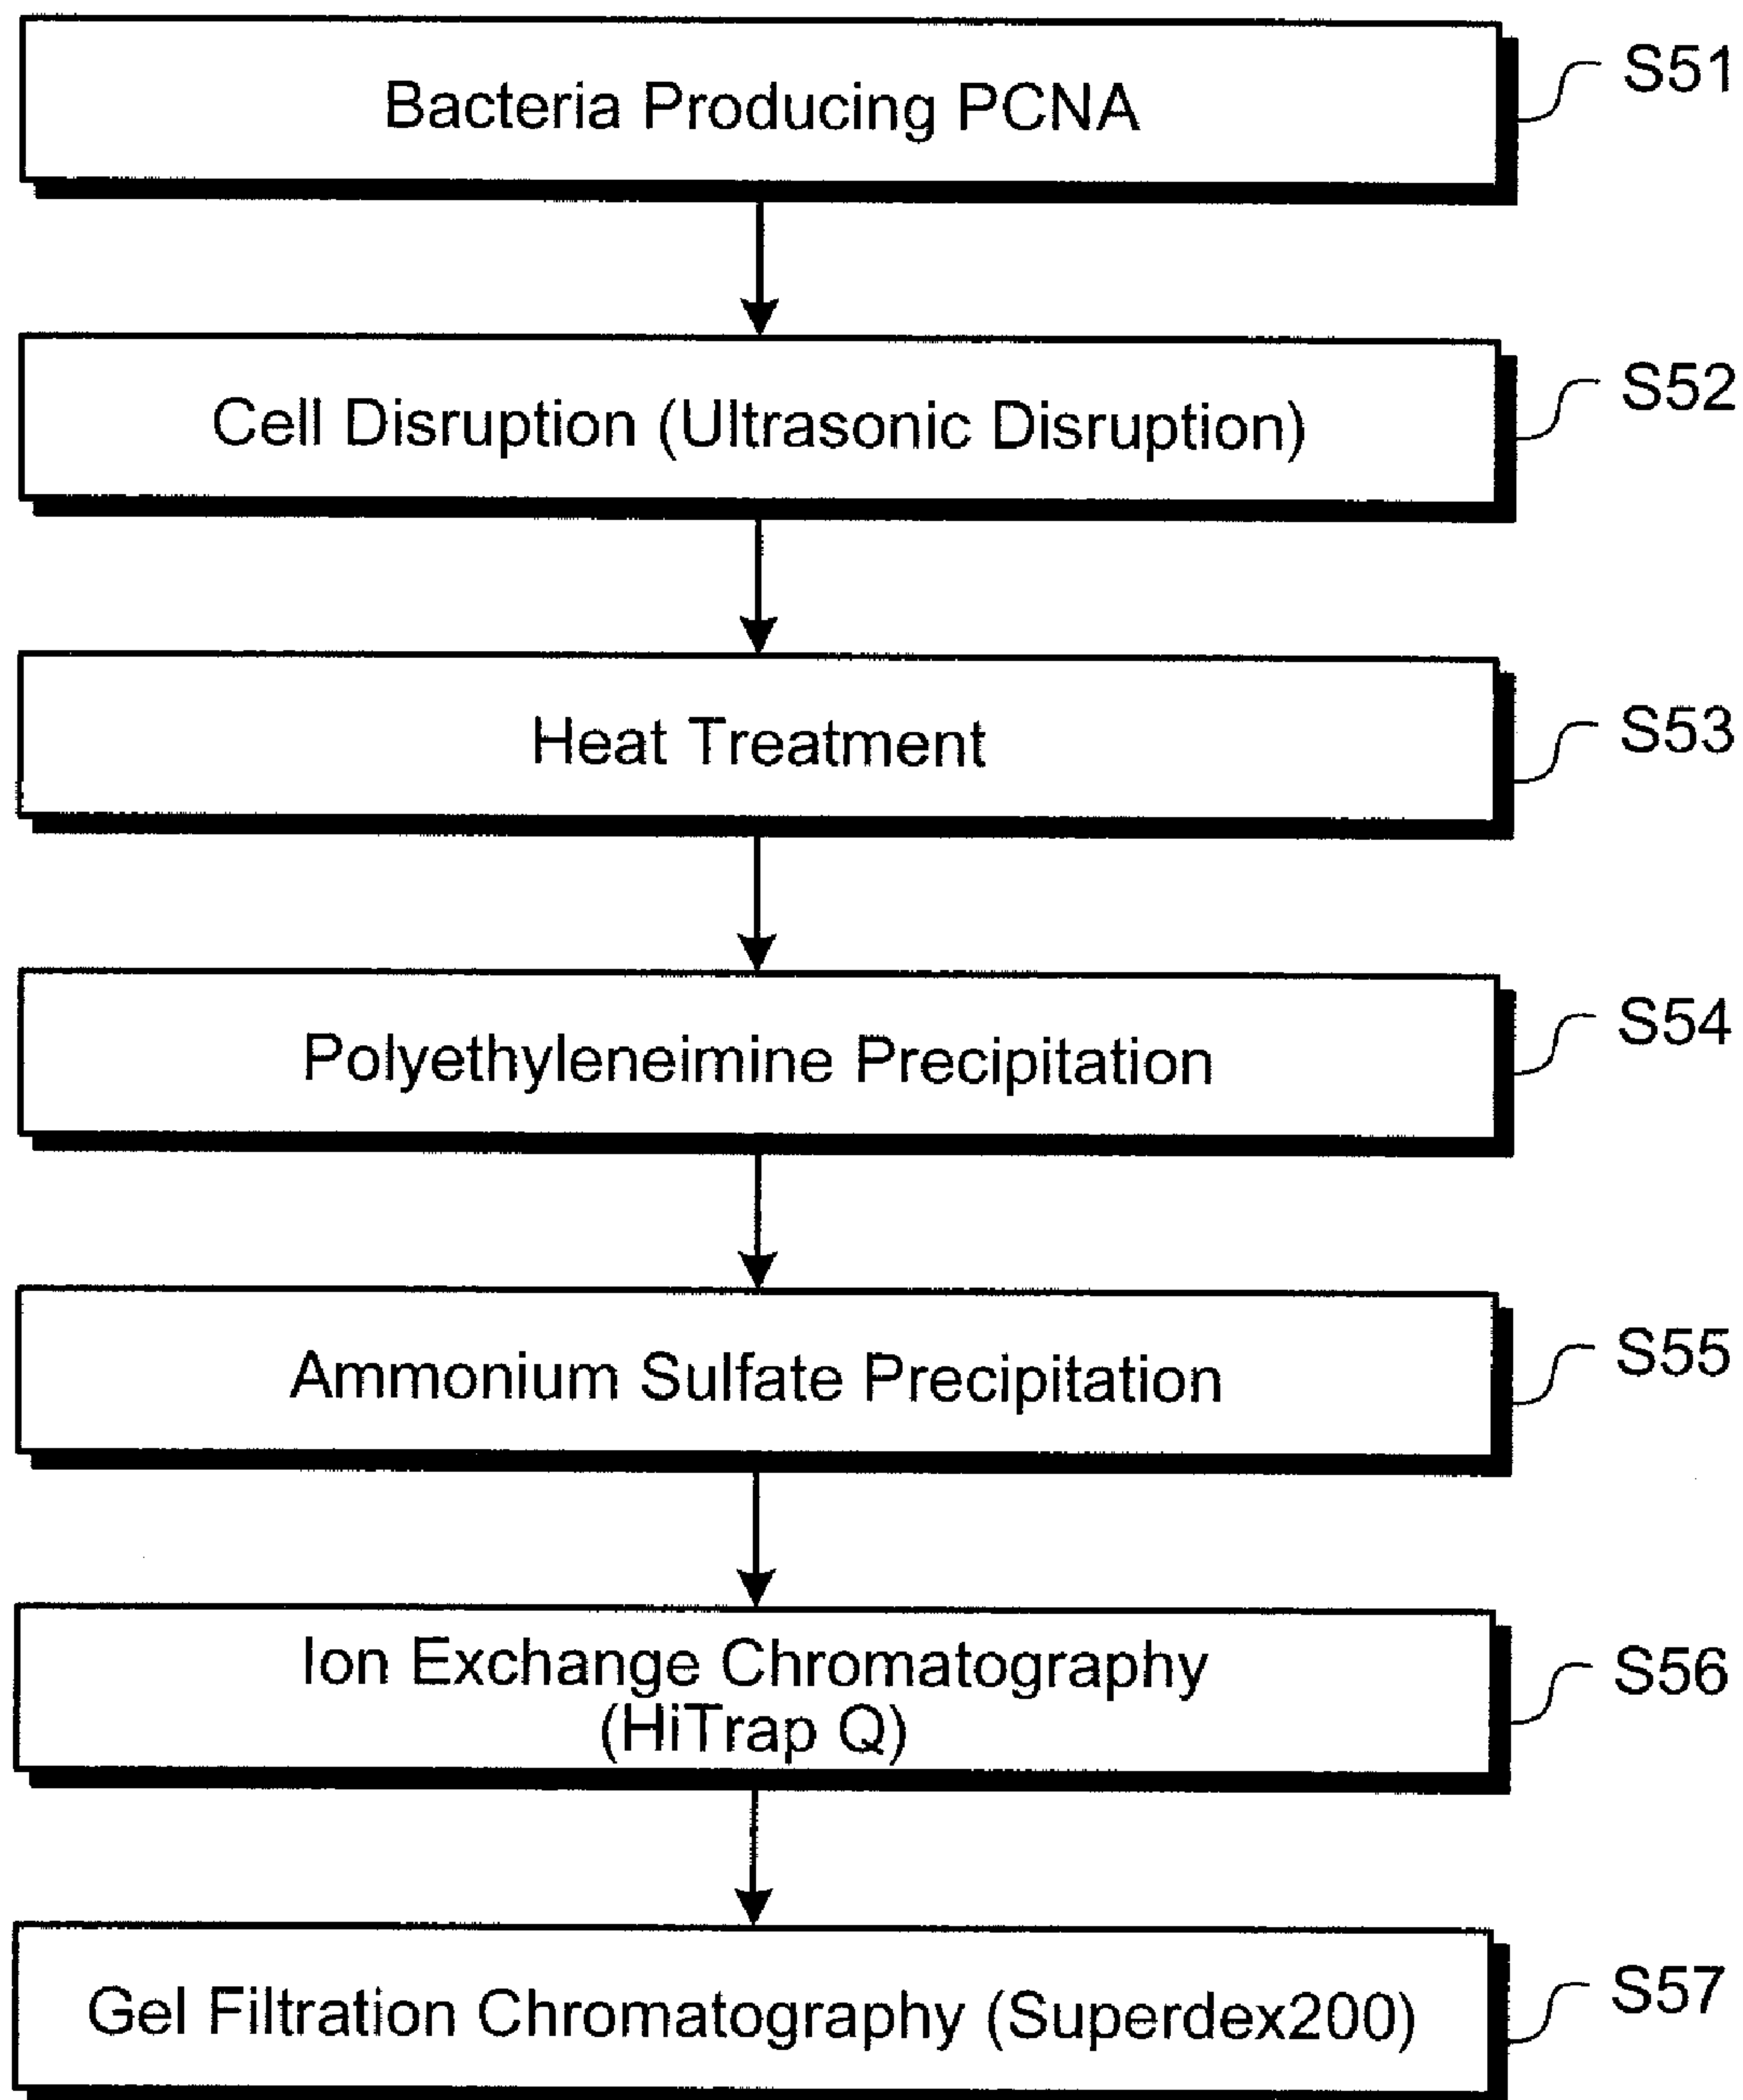 Bacteria Producing PCNA
S51
Cell Disruption (Ultrasonic Disruption)
S52
Heat Treatment
S53
Polyethyleneimine Precipitation
S54
Ammonium Sulfate Precipitation
S55
Ion Exchange Chromatography
(HiTrap Q)
S56
Gel Filtration Chromatography (Superdex200)
S57